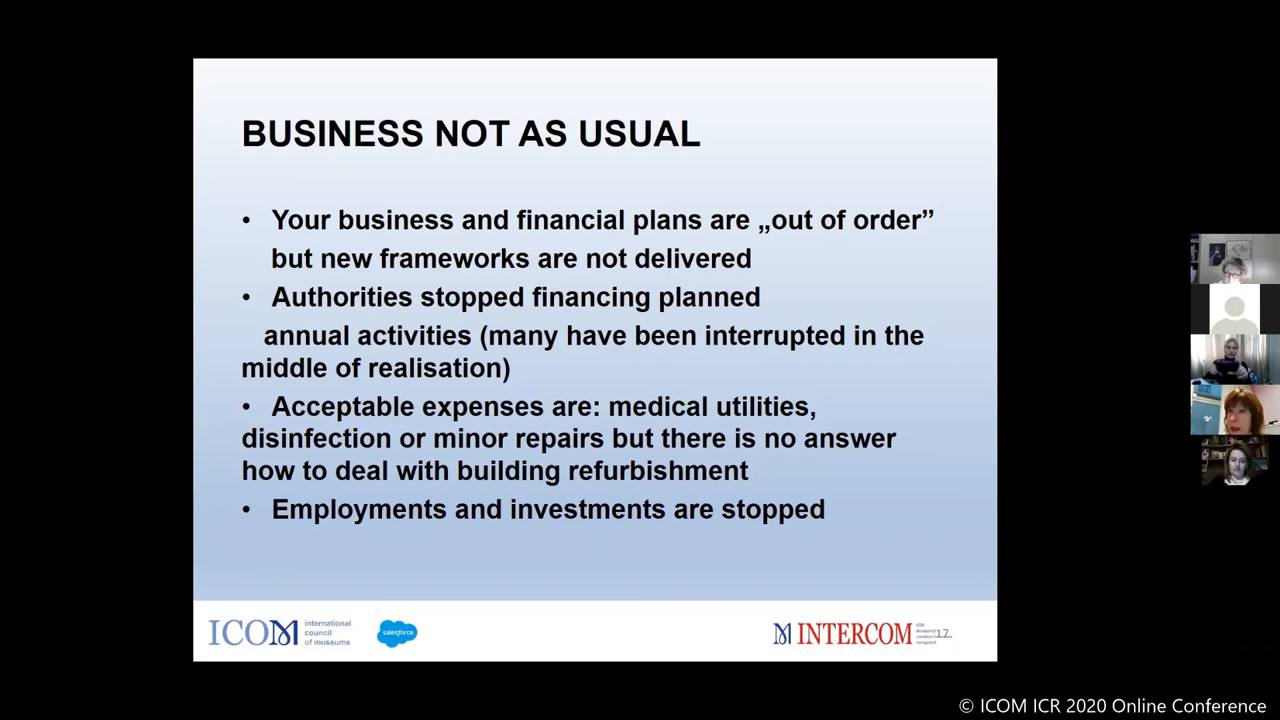 BUSINESS NOT AS USUAL
• Your business and financial plans are „out of order”
but new frameworks are not delivered
• Authorities stopped financing planned
annual activities (many have been interrupted in the
middle of realisation)
• Acceptable expenses are: medical utilities,
disinfection or minor repairs but there is no answer
how to deal with building refurbishment
• Employments and investments are stopped
ICOM international
council
of museums
salesforce
INTERCOM
17
© ICOM ICR 2020 Online Conference